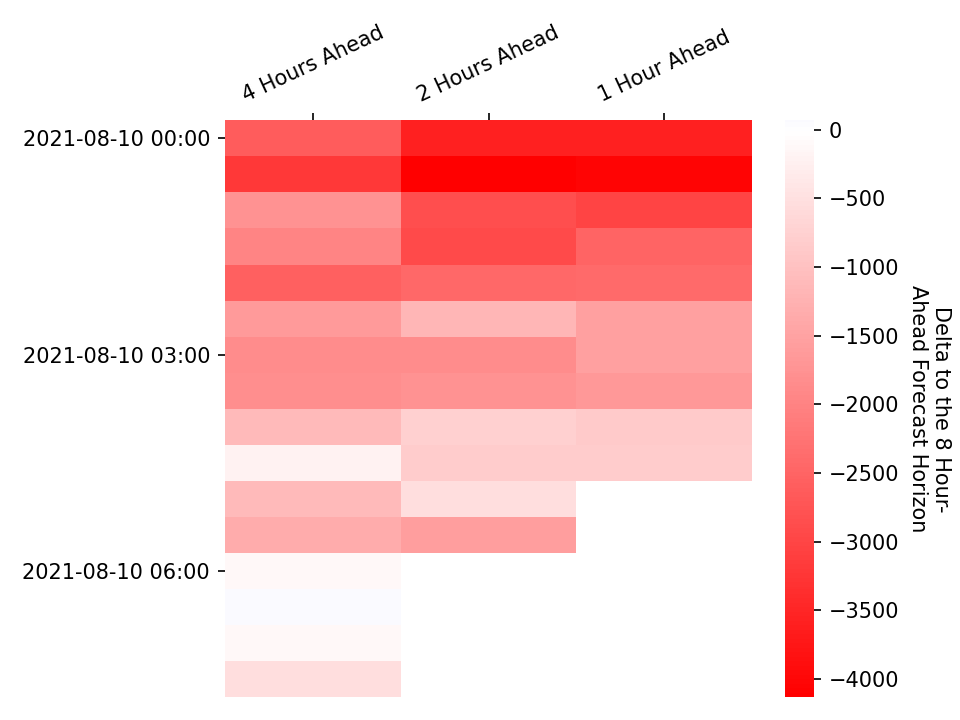 4 Hours Ahead
2 Hours Ahead
1 Hour Ahead
2021-08-10 00:00
2021-08-10 03:00
2021-08-10 06:00
0
−500
−1000
−1500
−2000
−2500
−3000
−3500
−4000
Delta to the 8 Hour-
Ahead Forecast Horizon